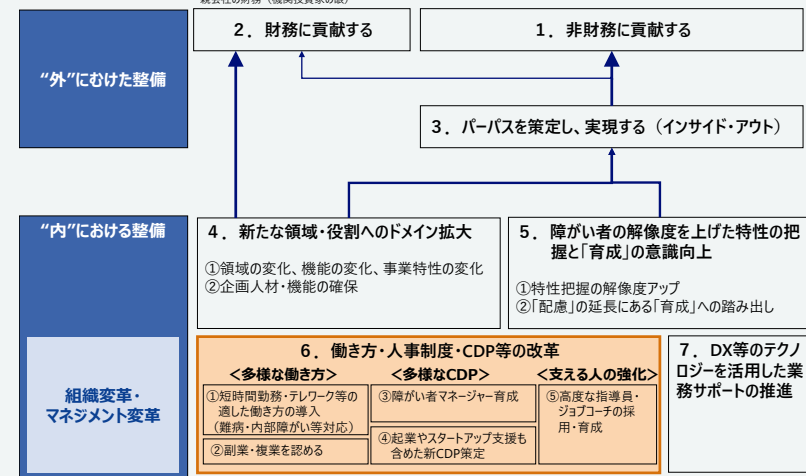 親会社の財務（機関投資家の眼）
２．財務に貢献する
１．非財務に貢献する
“外”にむけた整備
３．パーパスを策定し、実現する（インサイド・アウト）
“内”における整備
４．新たな領域・役割へのドメイン拡大
①領域の変化、機能の変化、事業特性の変化
②企画人材・機能の確保
５．障がい者の解像度を上げた特性の把
握と「育成」の意識向上
①特性把握の解像度アップ
②「配慮」の延長にある「育成」への踏み出し
組織変革・
マネジメント変革
６．働き方・人事制度・CDP等の改革
＜多様な働き方＞
①短時間勤務・テレワーク等の
適した働き方の導入
（難病・内部障がい等対応）
②副業・複業を認める
＜多様なCDP＞
③障がい者マネージャー育成
④起業やスタートアップ支援も
含めた新CDP策定
＜支える人の強化＞
⑤高度な指導員・
ジョブコーチの採
用・育成
７．DX等のテクノ
ロジーを活用した業
務サポートの推進